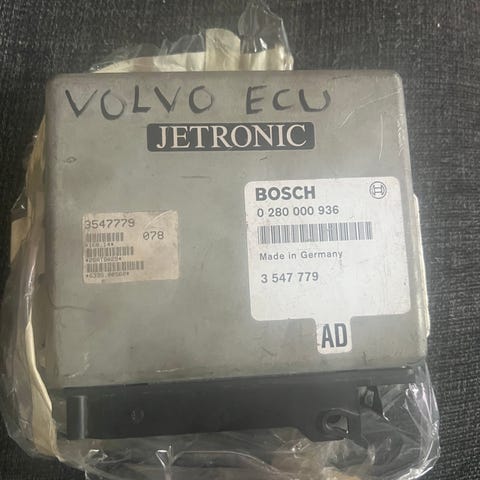 VOLVO ECU
JETRONIC
BOSCH
0 280 000 936
Made in Germany
3 547 779
AD
3547779
078